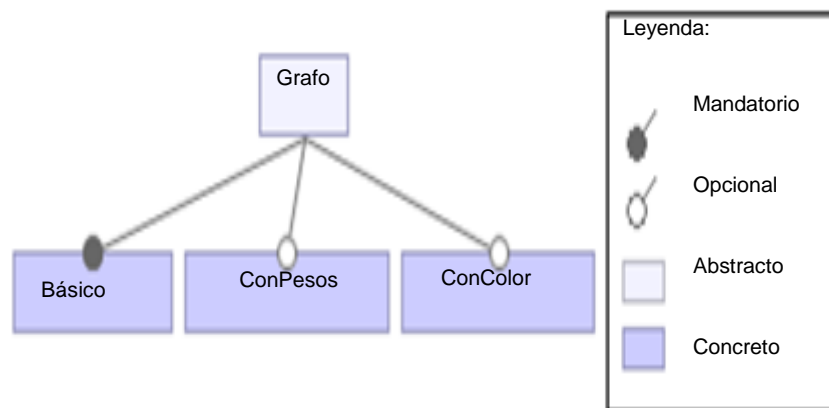 Grafo
Básico
ConPesos
ConColor
Leyenda:
Mandatorio
Opcional
Abstracto
Concreto